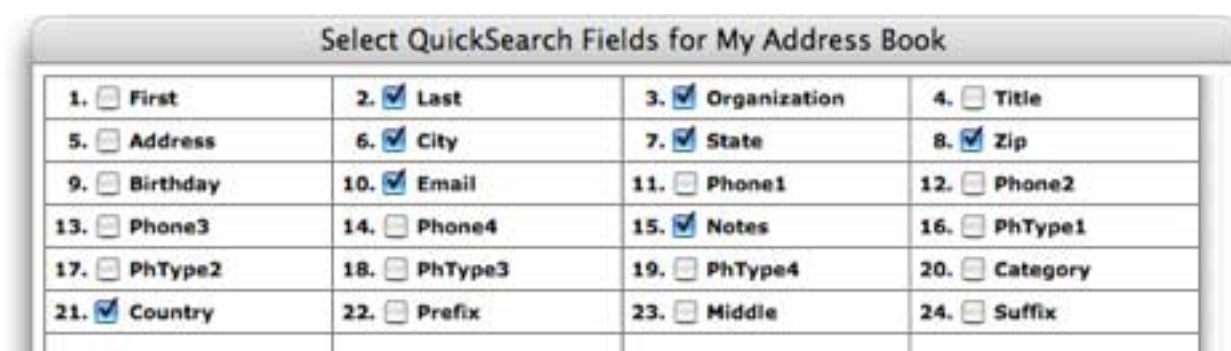 Select QuickSearch Fields for My Address Book
1. First 2. Last 3. Organization 4. Title
5. Address 6. City 7. State 8. Zip
9. Birthday 10. Email 11. Phone1 12. Phone2
13. Phone3 14. Phone4 15. Notes 16. PhType1
17. PhType2 18. PhType3 19. PhType4 20. Category
21. Country 22. Prefix 23. Middle 24. Suffix